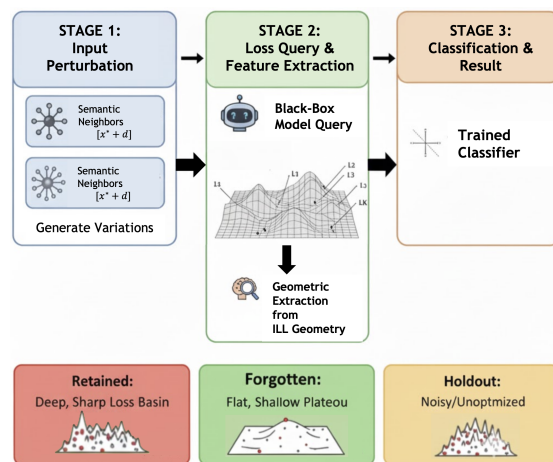 STAGE 1:
Input
Perturbation
Semantic
Neighbors
[x* + d]
Semantic
Neighbors
[x* + d]
Generate Variations
STAGE 2:
Loss Query &
Feature Extraction
Black-Box
Model Query
L1
L1
L2
L3
L3
LK
Geometric
Extraction
from
ILL Geometry
STAGE 3:
Classification &
Result
Trained
Classifier
Retained:
Deep, Sharp Loss Basin
Forgotten:
Flat, Shallow Plateou
Holdout:
Noisy/Unoptmized